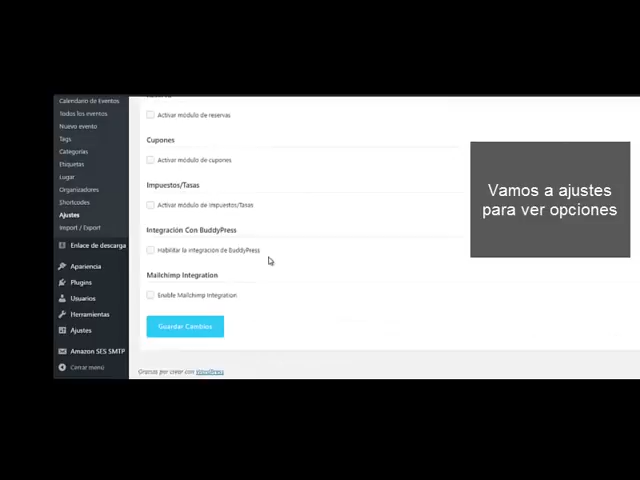 Calendario de Eventos
Todos los eventos
Nuevo evento
Tags
Categorías
Etiquetas
Lugar
Organizadores
Shortcodes
Ajustes
Import / Export
Enlace de descarga
Apariencia
Plugins
Usuarios
Herramientas
Ajustes
Amazon SES SMTP
Cerrar menú
Activar módulo de reservas
Cupones
Activar módulo de cupones
Impuestos/Tasas
Activar módulo de Impuestos/Tasas
Integración Con BuddyPress
Habilitar la integración de BuddyPress
Mailchimp Integration
Enable Mailchimp Integration
Guardar Cambios
Gracias por crear con WordPress
Vamos a ajustes
para ver opciones